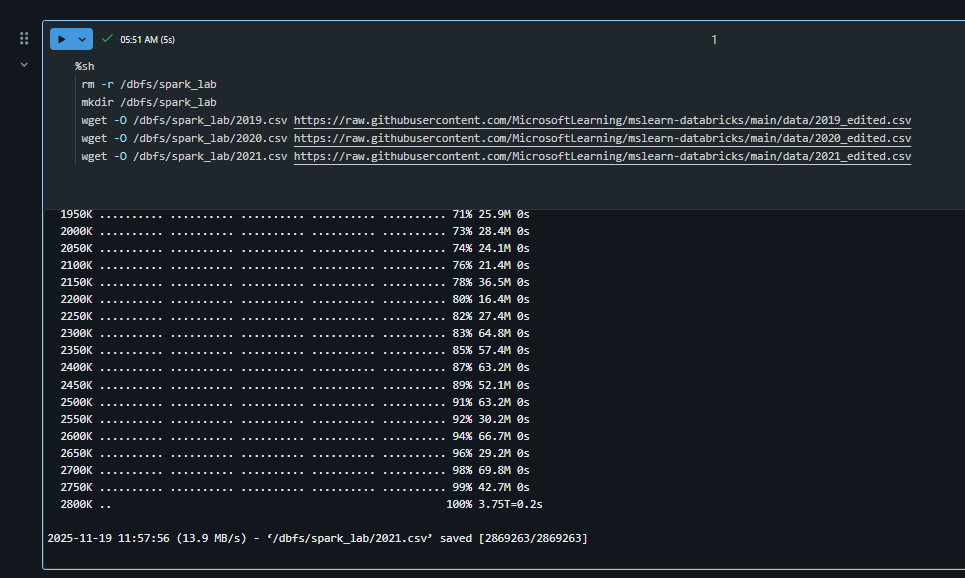 05:51 AM (5s)
1
%sh
rm -r /dbfs/spark_lab
mkdir /dbfs/spark_lab
wget -O /dbfs/spark_lab/2019.csv https://raw.githubusercontent.com/MicrosoftLearning/mslearn-databricks/main/data/2019_edited.csv
wget -O /dbfs/spark_lab/2020.csv https://raw.githubusercontent.com/MicrosoftLearning/mslearn-databricks/main/data/2020_edited.csv
wget -O /dbfs/spark_lab/2021.csv https://raw.githubusercontent.com/MicrosoftLearning/mslearn-databricks/main/data/2021_edited.csv
1950K .......... .......... .......... .......... .......... 71% 25.9M 0s
2000K .......... .......... .......... .......... .......... 73% 28.4M 0s
2050K .......... .......... .......... .......... .......... 74% 24.1M 0s
2100K .......... .......... .......... .......... .......... 76% 21.4M 0s
2150K .......... .......... .......... .......... .......... 78% 36.5M 0s
2200K .......... .......... .......... .......... .......... 80% 16.4M 0s
2250K .......... .......... .......... .......... .......... 82% 27.4M 0s
2300K .......... .......... .......... .......... .......... 83% 64.8M 0s
2350K .......... .......... .......... .......... .......... 85% 57.4M 0s
2400K .......... .......... .......... .......... .......... 87% 63.2M 0s
2450K .......... .......... .......... .......... .......... 89% 52.1M 0s
2500K .......... .......... .......... .......... .......... 91% 63.2M 0s
2550K .......... .......... .......... .......... .......... 92% 30.2M 0s
2600K .......... .......... .......... .......... .......... 94% 66.7M 0s
2650K .......... .......... .......... .......... .......... 96% 29.2M 0s
2700K .......... .......... .......... .......... .......... 98% 69.8M 0s
2750K .......... .......... .......... .......... .......... 99% 42.7M 0s
2800K .. 100% 3.75T=0.2s
2025-11-19 11:57:56 (13.9 MB/s) - ‘/dbfs/spark_lab/2021.csv’ saved [2869263/2869263]